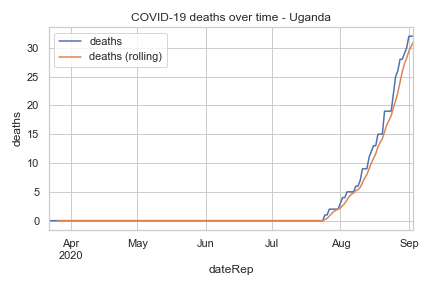 COVID-19 deaths over time - Uganda
deaths
deaths (rolling)
deaths
30
25
20
15
10
5
0
Apr May Jun Jul Aug Sep
2020
dateRep